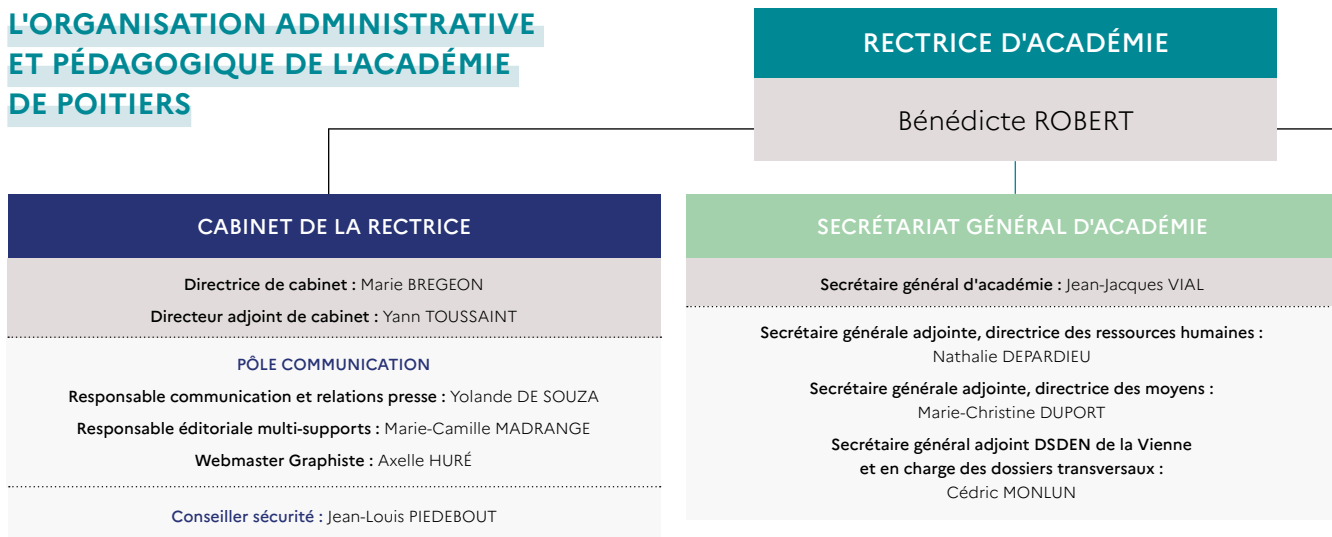 L'ORGANISATION ADMINISTRATIVE
ET PÉDAGOGIQUE DE L'ACADÉMIE
DE POITIERS
RECTRICE D'ACADÉMIE
Bénédicte ROBERT
CABINET DE LA RECTRICE
Directrice de cabinet : Marie BREGEON
Directeur adjoint de cabinet : Yann TOUSSAINT
PÔLE COMMUNICATION
Responsable communication et relations presse : Yolande DE SOUZA
Responsable éditoriale multi-supports : Marie-Camille MADRANGE
Webmaster Graphiste : Axelle HURÉ
Conseiller sécurité : Jean-Louis PIEDEBOUT
SECRÉTARIAT GÉNÉRAL D'ACADÉMIE
Secrétaire général d'académie : Jean-Jacques VIAL
Secrétaire générale adjointe, directrice des ressources humaines :
Nathalie DEPARDIEU
Secrétaire générale adjointe, directrice des moyens :
Marie-Christine DUPORT
Secrétaire général adjoint DSDEN de la Vienne
et en charge des dossiers transversaux :
Cédric MONLUN